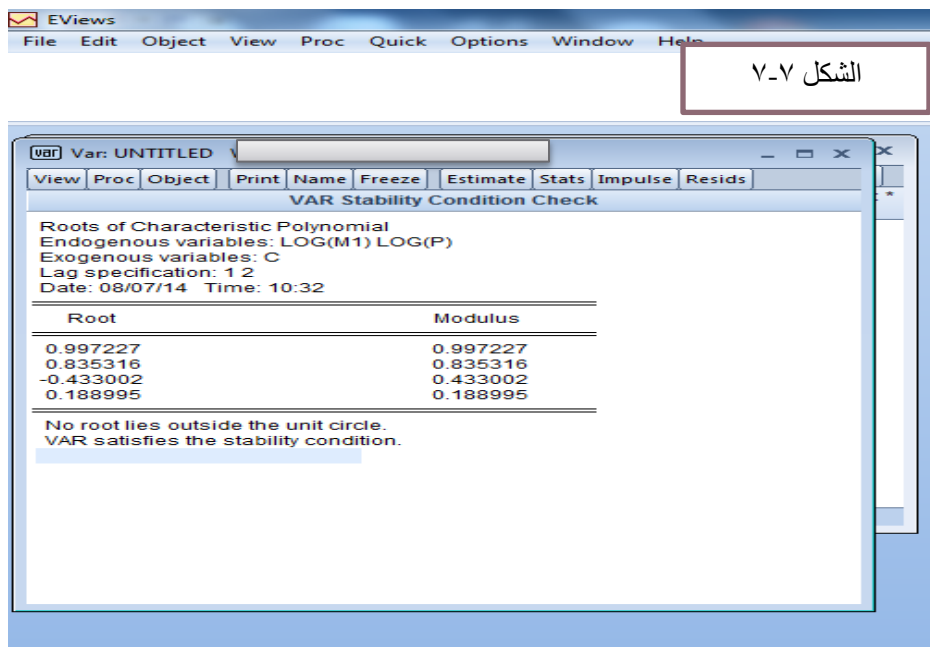 EViews
File Edit Object View Proc Quick Options Window Help
الشكل ٧-٧
var Var: UNTITLED
View Proc Object Print Name Freeze Estimate Stats Impulse Resids
VAR Stability Condition Check
Roots of Characteristic Polynomial
Endogenous variables: LOG(M1) LOG(P)
Exogenous variables: C
Lag specification: 1 2
Date: 08/07/14 Time: 10:32
Root Modulus
0.997227 0.997227
0.835316 0.835316
-0.433002 0.433002
0.188995 0.188995
No root lies outside the unit circle.
VAR satisfies the stability condition.